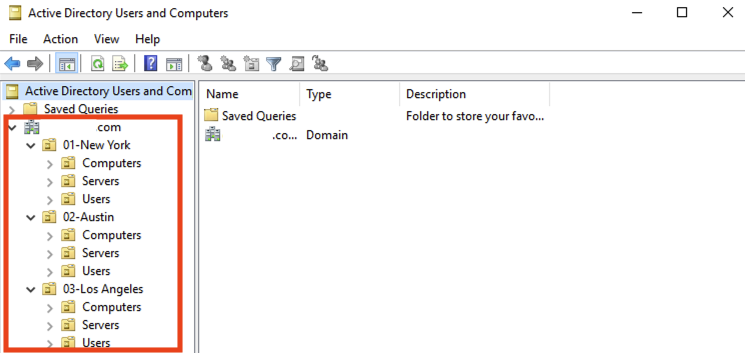 Active Directory Users and Computers
File Action View Help
Active Directory Users and Com
Saved Queries
.com
01-New York
Computers
Servers
Users
02-Austin
Computers
Servers
Users
03-Los Angeles
Computers
Servers
Users
Name Type Description
Saved Queries Folder to store your favo...
.co... Domain